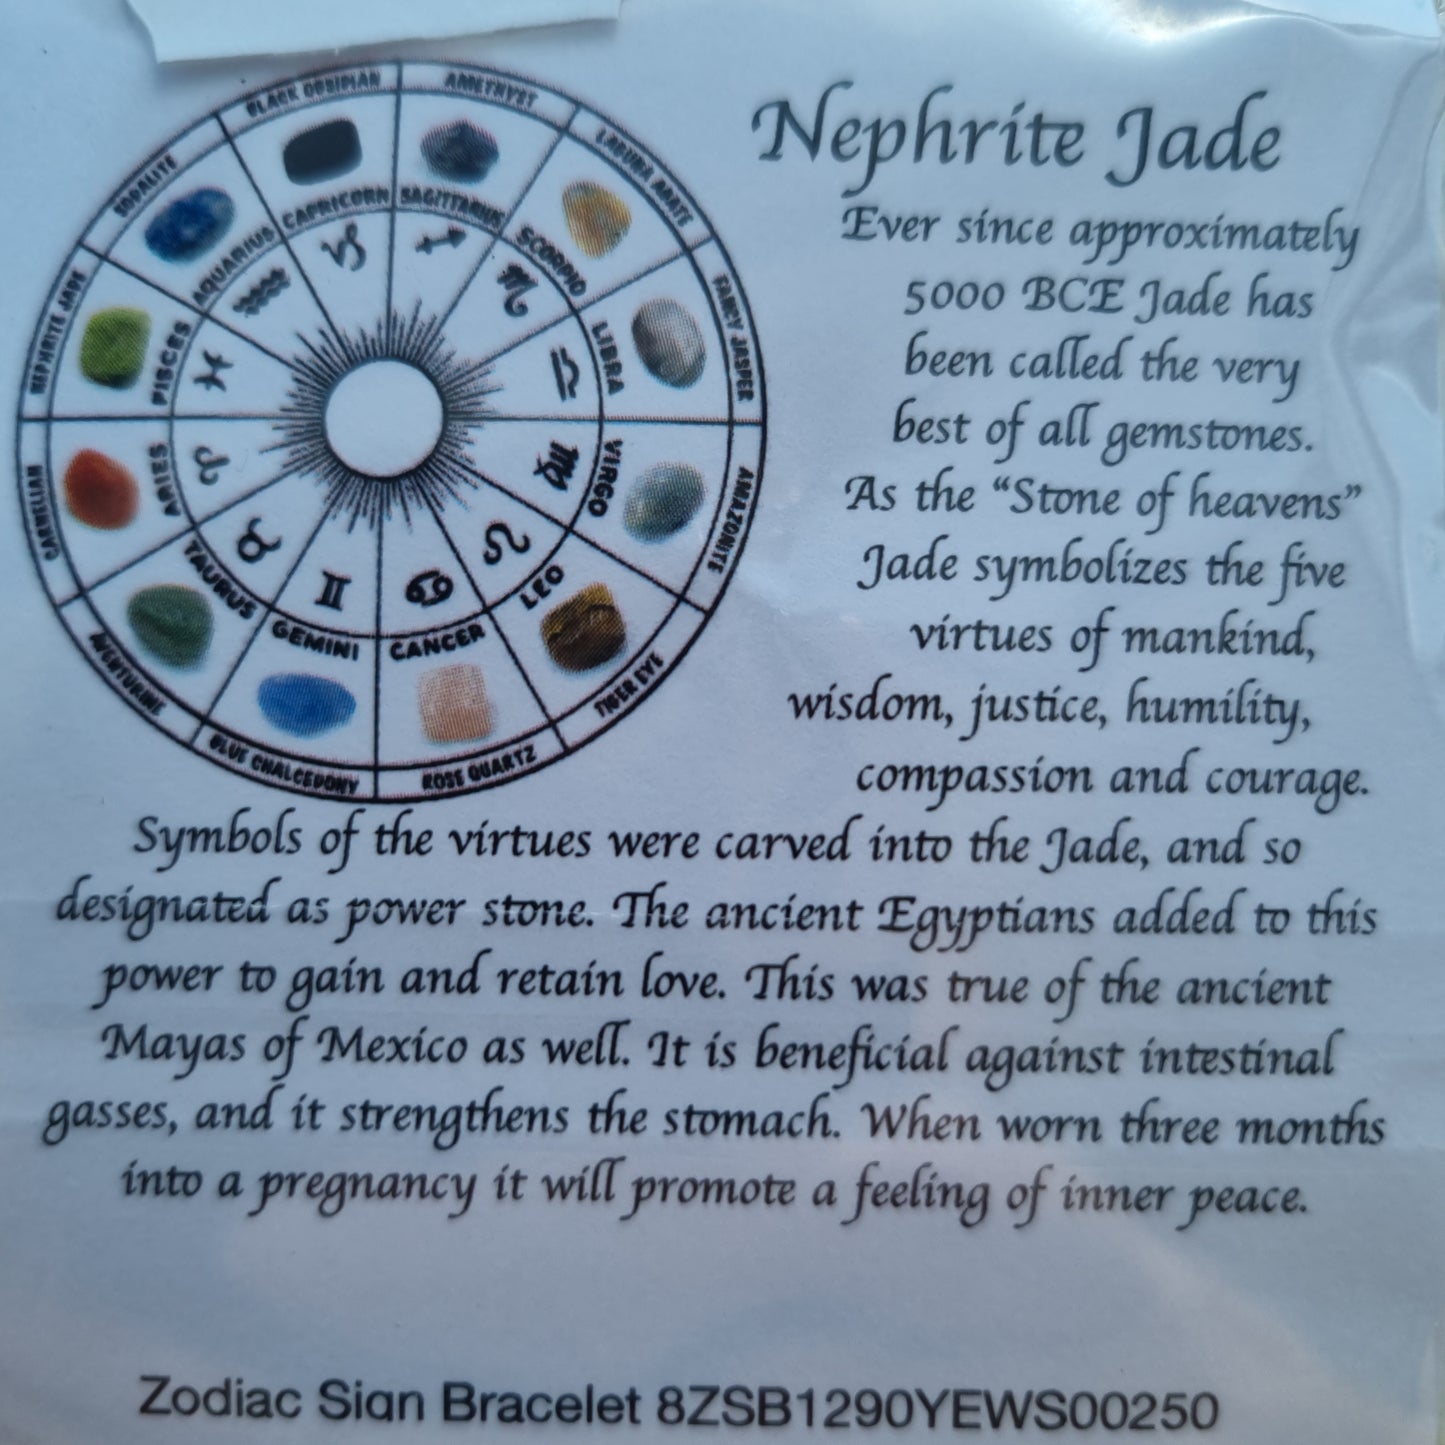 Nephrite Jade
Ever since approximately
5000 BCE Jade has
been called the very
best of all gemstones.
As the “Stone of heavens”
Jade symbolizes the five
virtues of mankind,
wisdom, justice, humility,
compassion and courage.
Symbols of the virtues were carved into the Jade, and so
designated as power stone. The ancient Egyptians added to this
power to gain and retain love. This was true of the ancient
Mayas of Mexico as well. It is beneficial against intestinal
gasses, and it strengthens the stomach. When worn three months
into a pregnancy it will promote a feeling of inner peace.
BLACK OBSIDIAN
CAPRICORN
AMETHYST
SAGITTARIUS
LAGUNA AGATE
SCORPIO
FANCY JASPER
LIBRA
AMAZONITE
VIRGO
TIGER EYE
LEO
ROSE QUARTZ
CANCER
BLUE CHALCEDONY
GEMINI
AVENTURINE
TAURUS
CARNELIAN
ARIES
NEPHRITE JADE
PISCES
SODALITE
AQUARIUS
Zodiac Sign Bracelet 8ZSB1290YEWS00250